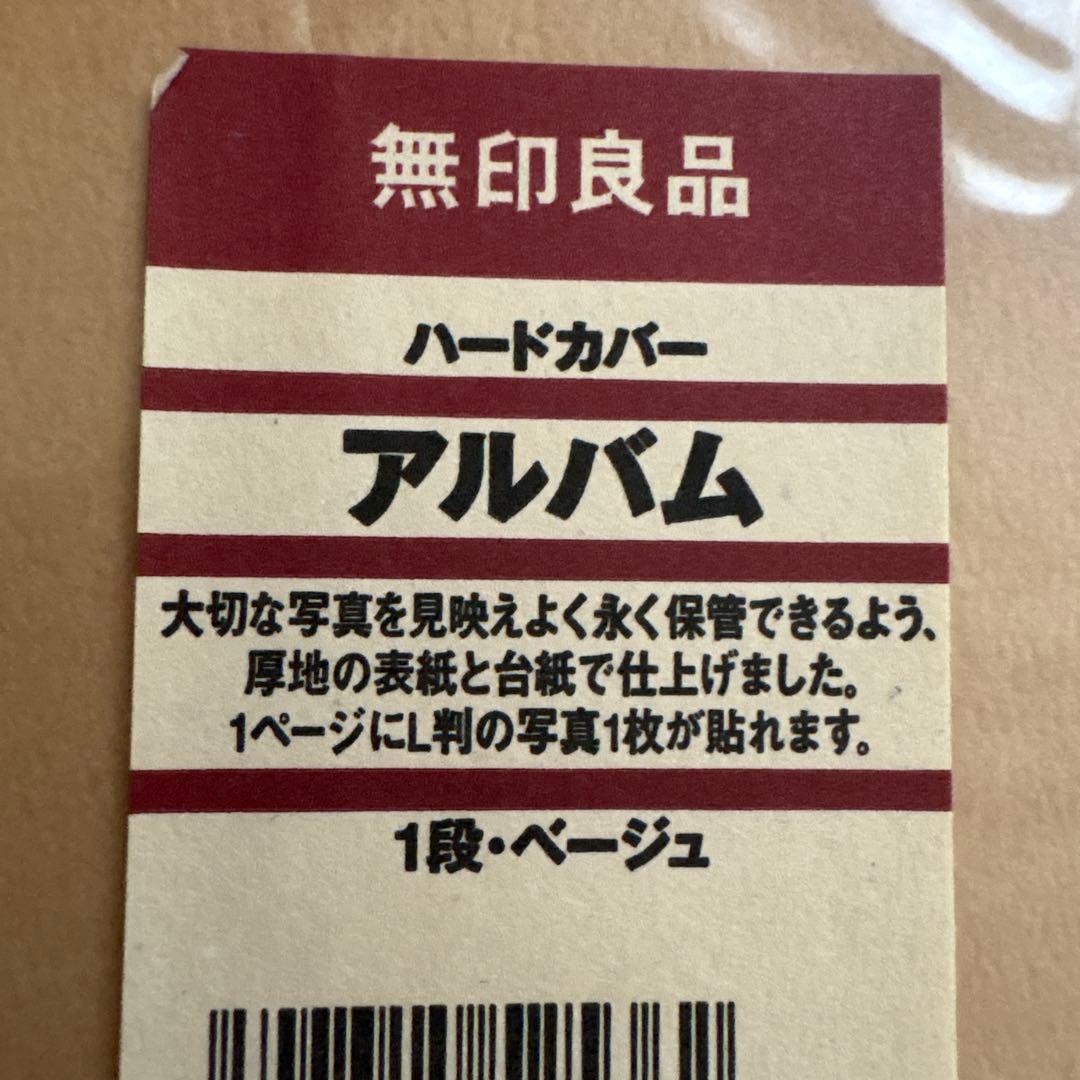 無印良品
ハードカバー
アルバム
大切な写真を見映えよく永く保管できるよう、
厚地の表紙と台紙で仕上げました。
1ページにL判の写真1枚が貼れます。
1段・ベージュ